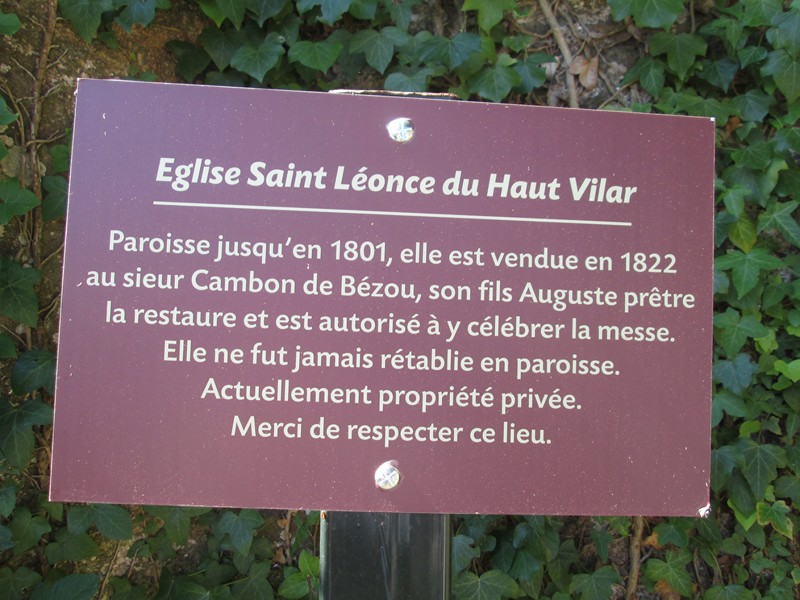 Eglise Saint Léonce du Haut Vilar
Paroisse jusqu'en 1801, elle est vendue en 1822
au sieur Cambon de Bézou, son fils Auguste prêtre
la restaure et est autorisé à y célébrer la messe.
Elle ne fut jamais rétablie en paroisse.
Actuellement propriété privée.
Merci de respecter ce lieu.